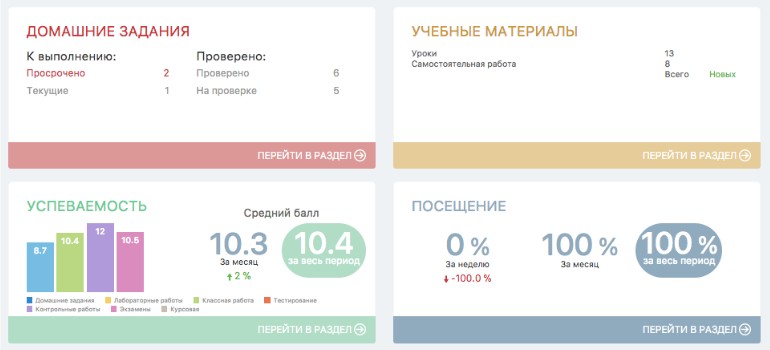 ДОМАШНИЕ ЗАДАНИЯ
К выполнению: Проверено:
Просрочено 2 Проверено 6
Текущие 1 На проверке 5
ПЕРЕЙТИ В РАЗДЕЛ
УЧЕБНЫЕ МАТЕРИАЛЫ
Уроки 13
Самостоятельная работа 8
Всего Новых
ПЕРЕЙТИ В РАЗДЕЛ
УСПЕВАЕМОСТЬ
Средний балл
8.7 10.4 12 10.6
10.3
За месяц
2 %
10.4
за весь период
Домашние задания Лабораторные работы Классная работа Тестирование
Контрольные работы Экзамены Курсовая
ПЕРЕЙТИ В РАЗДЕЛ
ПОСЕЩЕНИЕ
0 %
За неделю
-100.0 %
100 %
За месяц
100 %
за весь период
ПЕРЕЙТИ В РАЗДЕЛ